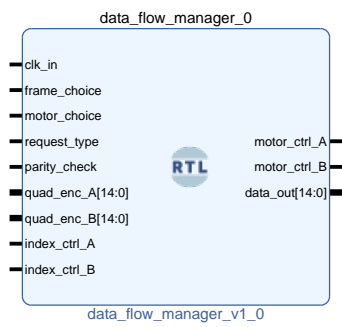 data_flow_manager_0
clk_in
frame_choice
motor_choice
request_type
parity_check
quad_enc_A[14:0]
quad_enc_B[14:0]
index_ctrl_A
index_ctrl_B
RTL
motor_ctrl_A
motor_ctrl_B
data_out[14:0]
data_flow_manager_v1_0